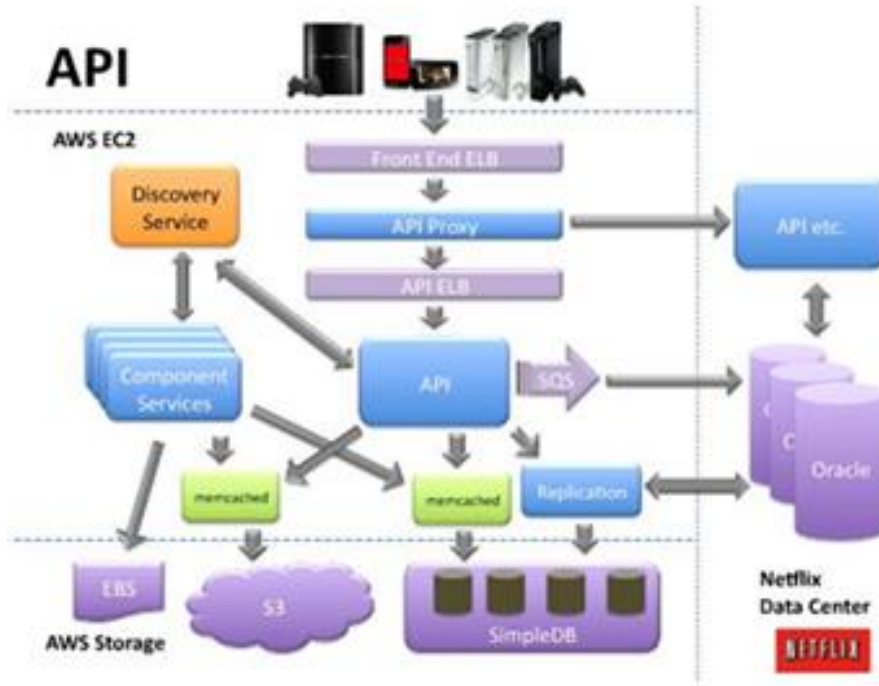 API
AWS EC2
Front End ELB
Discovery
Service
API Proxy
API etc.
API ELB
Component
Services
API
SQS
Oracle
memcached
memcached
Replication
EBS
S3
SimpleDB
AWS Storage
Netflix
Data Center
NETFLIX